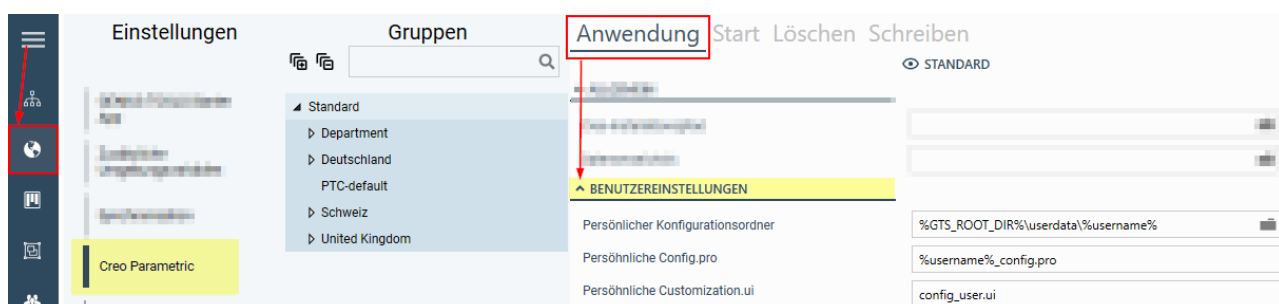 Einstellungen
Gruppen
Anwendung Start Löschen Schreiben
STANDARD
Standard
Department
Deutschland
PTC-default
Schweiz
United Kingdom
Creo Parametric
BENUTZEREINSTELLUNGEN
Persönlicher Konfigurationsordner
%GTS_ROOT_DIR%\userdata\%username%
Persöhnliche Config.pro
%username%_config.pro
Persöhnliche Customization.ui
config_user.ui